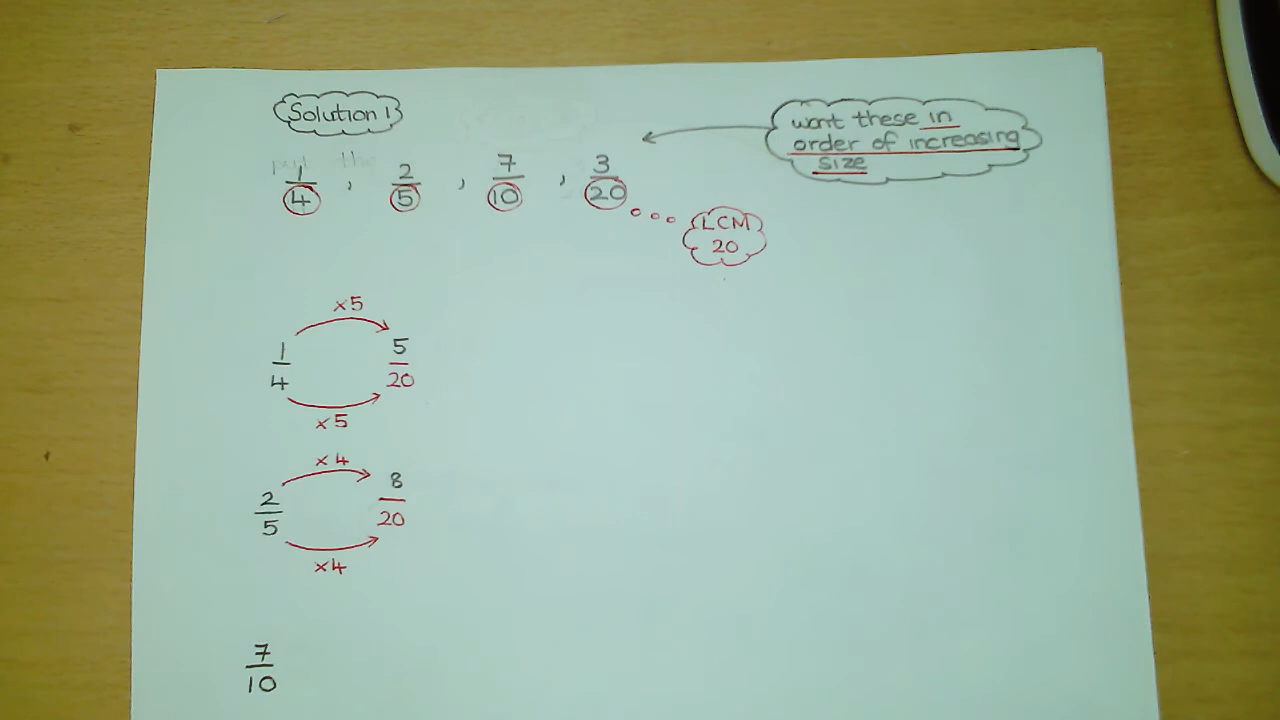 Solution 1
want these in
order of increasing
size
1/4 , 2/5 , 7/10 , 3/20
LCM
20
×5
1/4 5/20
×5
×4
2/5 8/20
×4
7/10